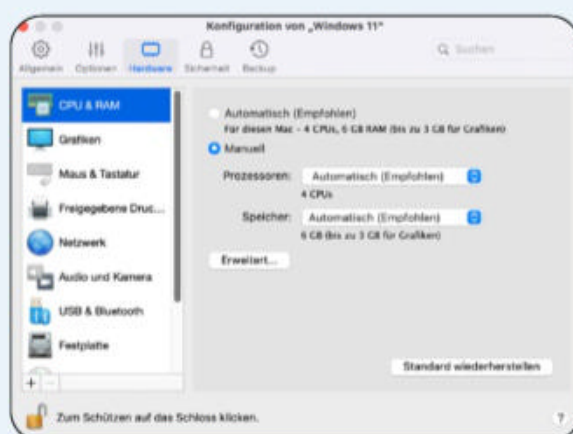 Konfiguration von „Windows 11“
Allgemein Optionen Hardware Sicherheit Backup
Suchen
CPU & RAM
Grafiken
Maus & Tastatur
Freigegebene Druc...
Netzwerk
Audio und Kamera
USB & Bluetooth
Festplatte
Automatisch (Empfohlen)
Für diesen Mac – 4 CPUs, 6 GB RAM (bis zu 3 GB für Grafiken)
Manuell
Prozessoren: Automatisch (Empfohlen)
4 CPUs
Speicher: Automatisch (Empfohlen)
6 GB (bis zu 3 GB für Grafiken)
Erweitert...
Standard wiederherstellen
+ −
Zum Schützen auf das Schloss klicken.
?